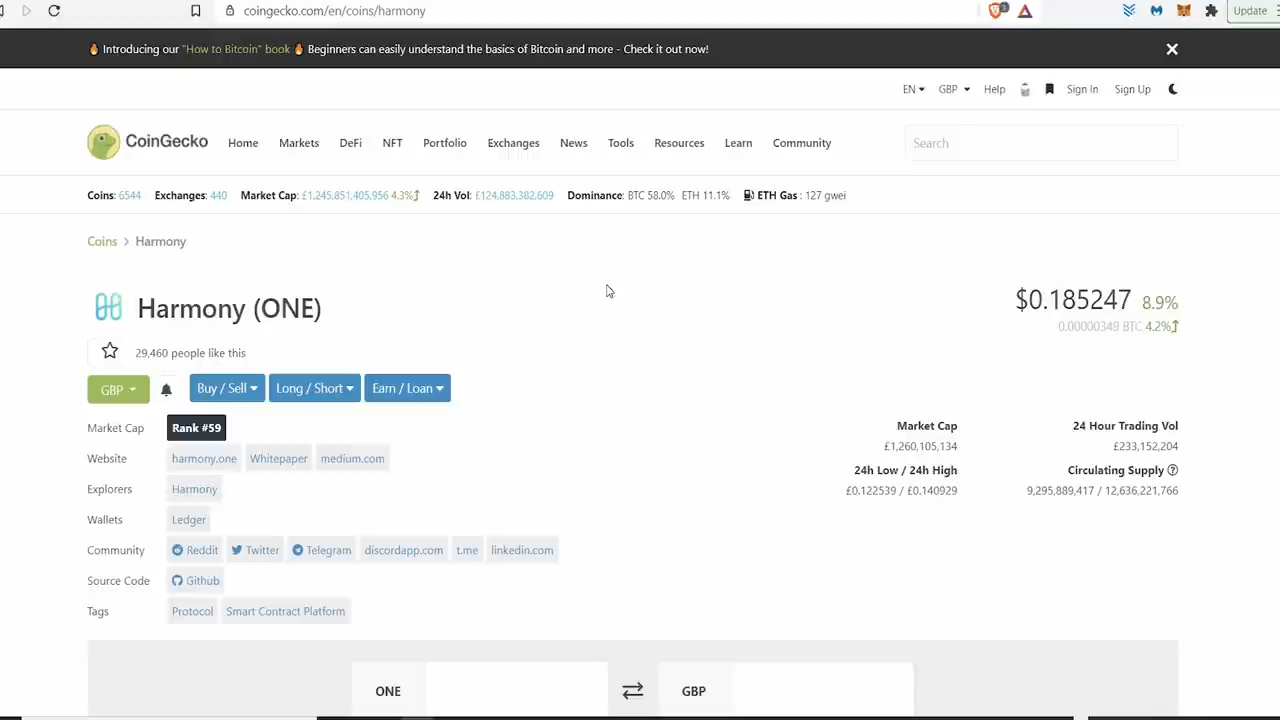 coingecko.com/en/coins/harmony
Update
Introducing our "How to Bitcoin" book Beginners can easily understand the basics of Bitcoin and more - Check it out now!
EN GBP Help Sign In Sign Up
CoinGecko Home Markets DeFi NFT Portfolio Exchanges News Tools Resources Learn Community Search
Coins: 6544 Exchanges: 440 Market Cap: £1,245,851,405,956 4.3% 24h Vol: £124,883,382,609 Dominance: BTC 58.0% ETH 11.1% ETH Gas : 127 gwei
Coins > Harmony
Harmony (ONE)
$0.185247 8.9%
0.00000349 BTC 4.2%
29,460 people like this
GBP Buy / Sell Long / Short Earn / Loan
Market Cap Rank #59
Website harmony.one Whitepaper medium.com
Explorers Harmony
Wallets Ledger
Community Reddit Twitter Telegram discordapp.com t.me linkedin.com
Source Code Github
Tags Protocol Smart Contract Platform
Market Cap 24 Hour Trading Vol
£1,260,105,134 £233,152,204
24h Low / 24h High Circulating Supply
£0.122539 / £0.140929 9,295,889,417 / 12,636,221,766
ONE GBP